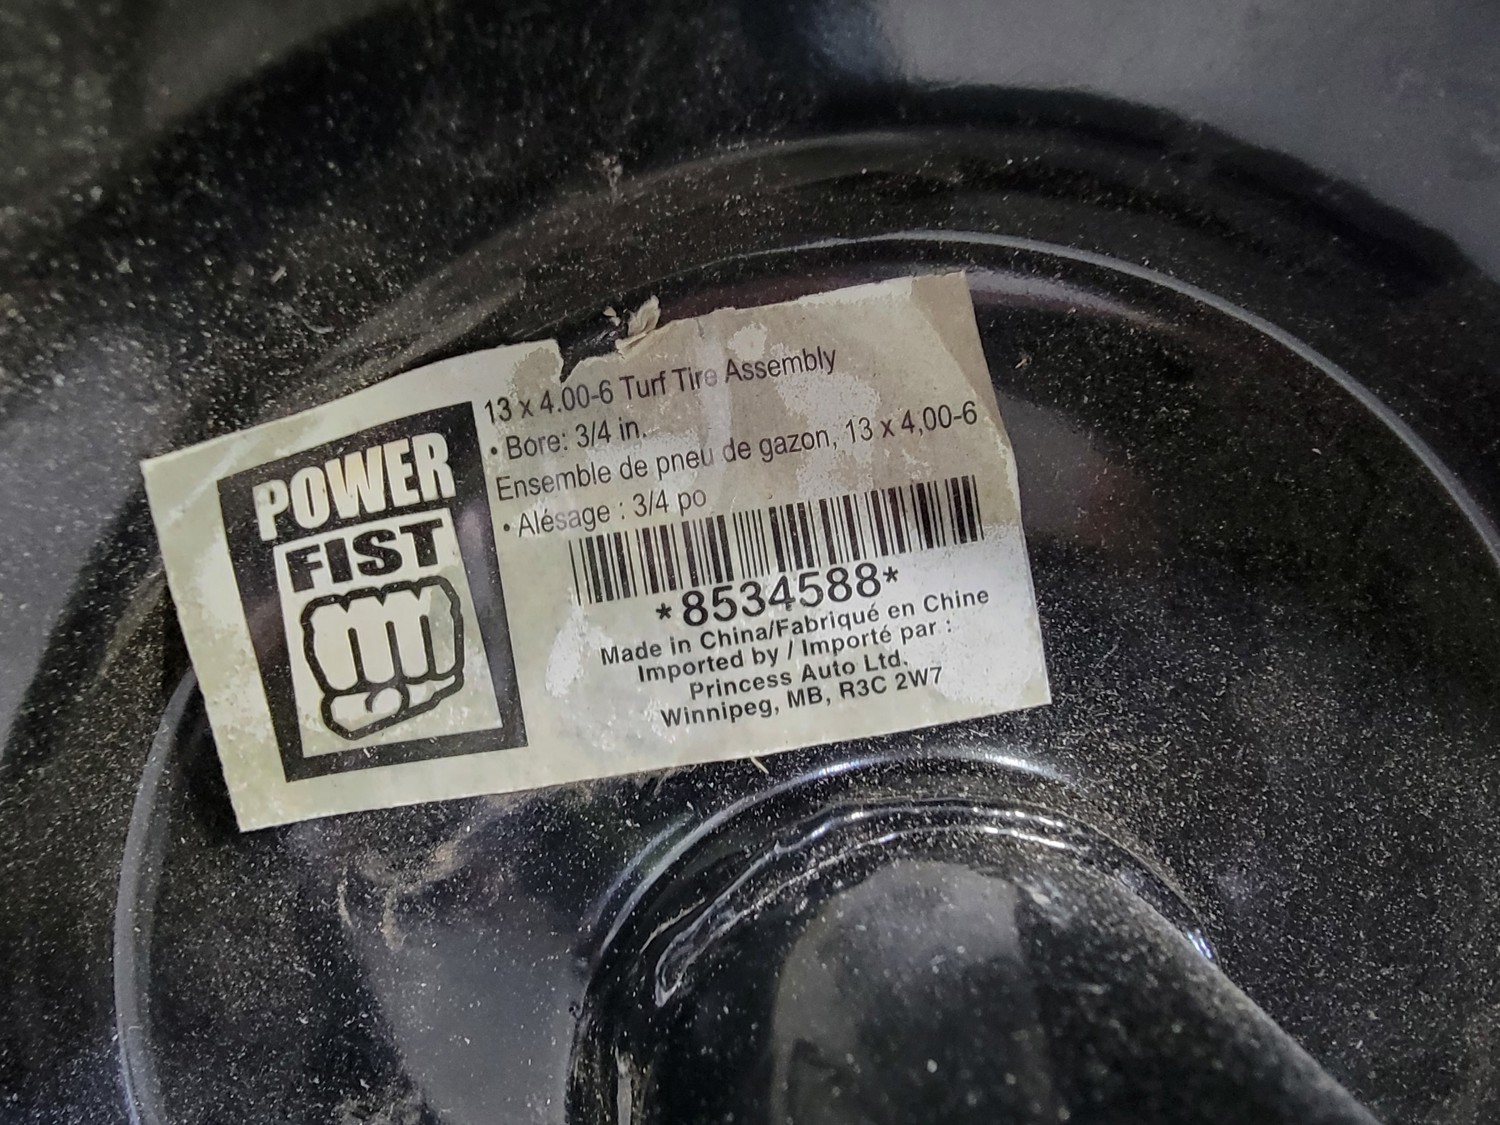 POWER
FIST
13 x 4.00-6 Turf Tire Assembly
• Bore: 3/4 in.
Ensemble de pneu de gazon, 13 x 4,00-6
• Alésage : 3/4 po
*8534588*
Made in China/Fabriqué en Chine
Imported by / Importé par :
Princess Auto Ltd.
Winnipeg, MB, R3C 2W7